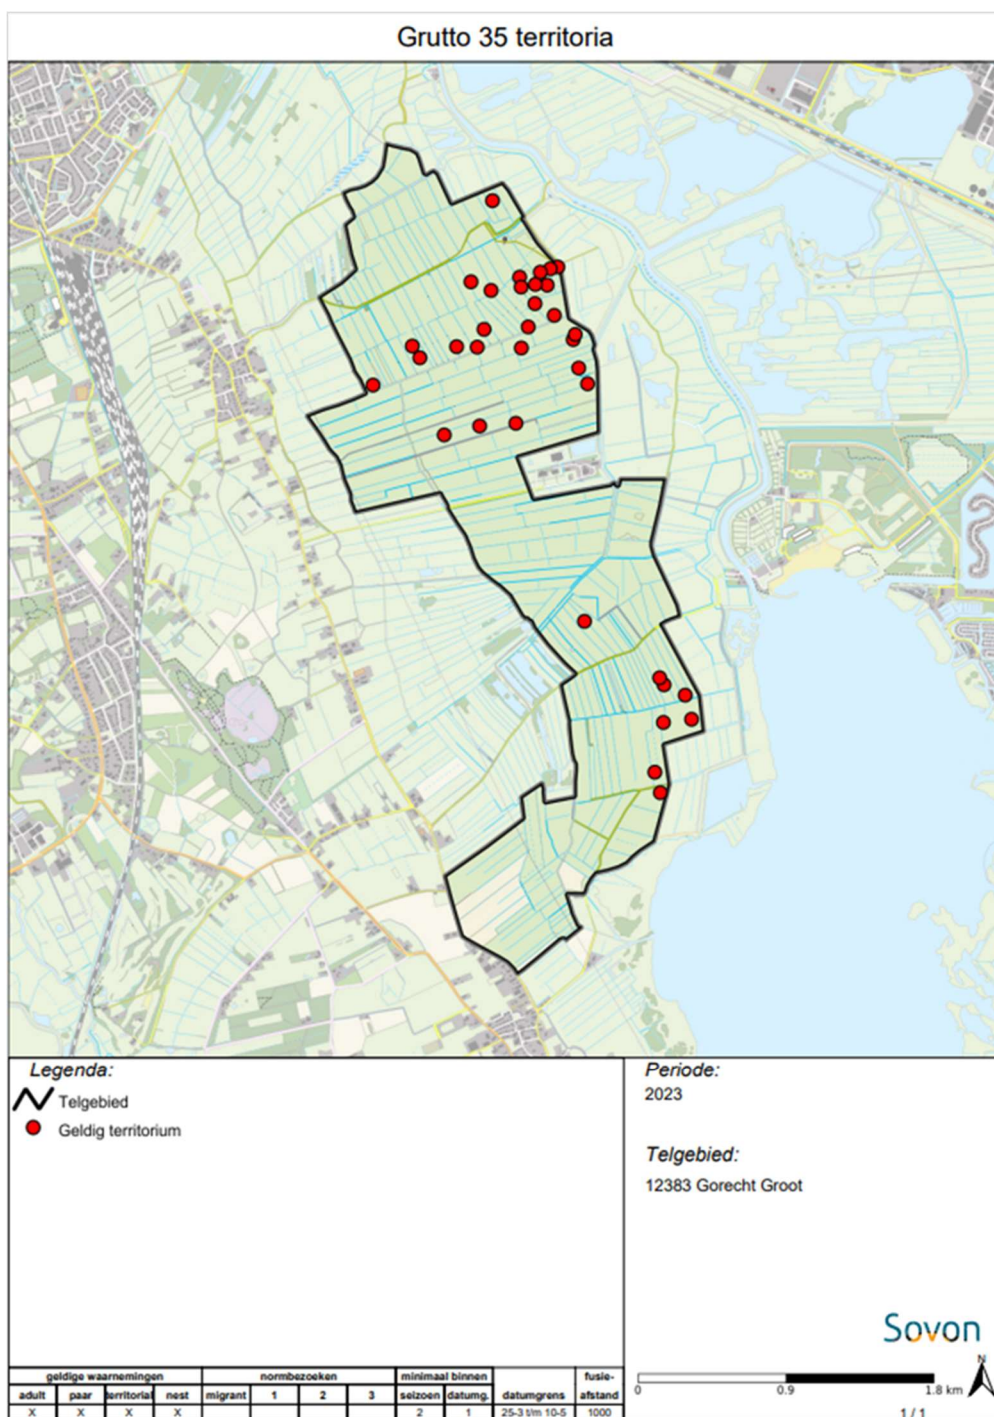 Grutto 35 territoria
Legenda:
Telgebied
Geldig territorium
Periode:
2023
Telgebied:
12383 Gorecht Groot
Sovon
N
0 0.9 1.8 km
1 / 1
geldige waarnemingen normbezoeken minimaal binnen fusie-
adult paar territorial nest migrant 1 2 3 seizoen datumg. datumgrens afstand
X X X X 2 1 25-3 t/m 10-5 1000